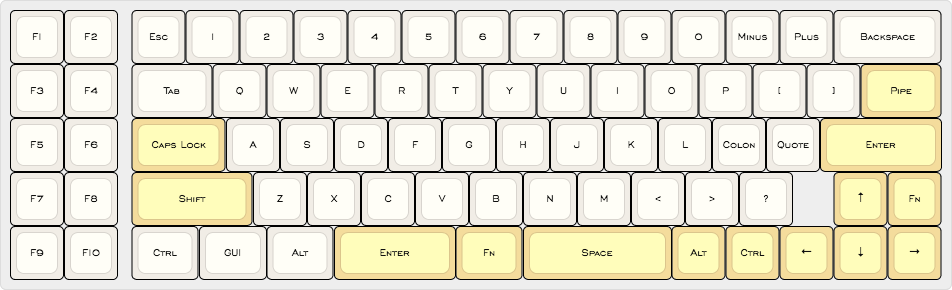 F1 F2 Esc 1 2 3 4 5 6 7 8 9 0 Minus Plus Backspace
F3 F4 Tab Q W E R T Y U I O P [ ] Pipe
F5 F6 Caps Lock A S D F G H J K L Colon Quote Enter
F7 F8 Shift Z X C V B N M < > ? ↑ Fn
F9 F10 Ctrl GUI Alt Enter Fn Space Alt Ctrl ← ↓ →